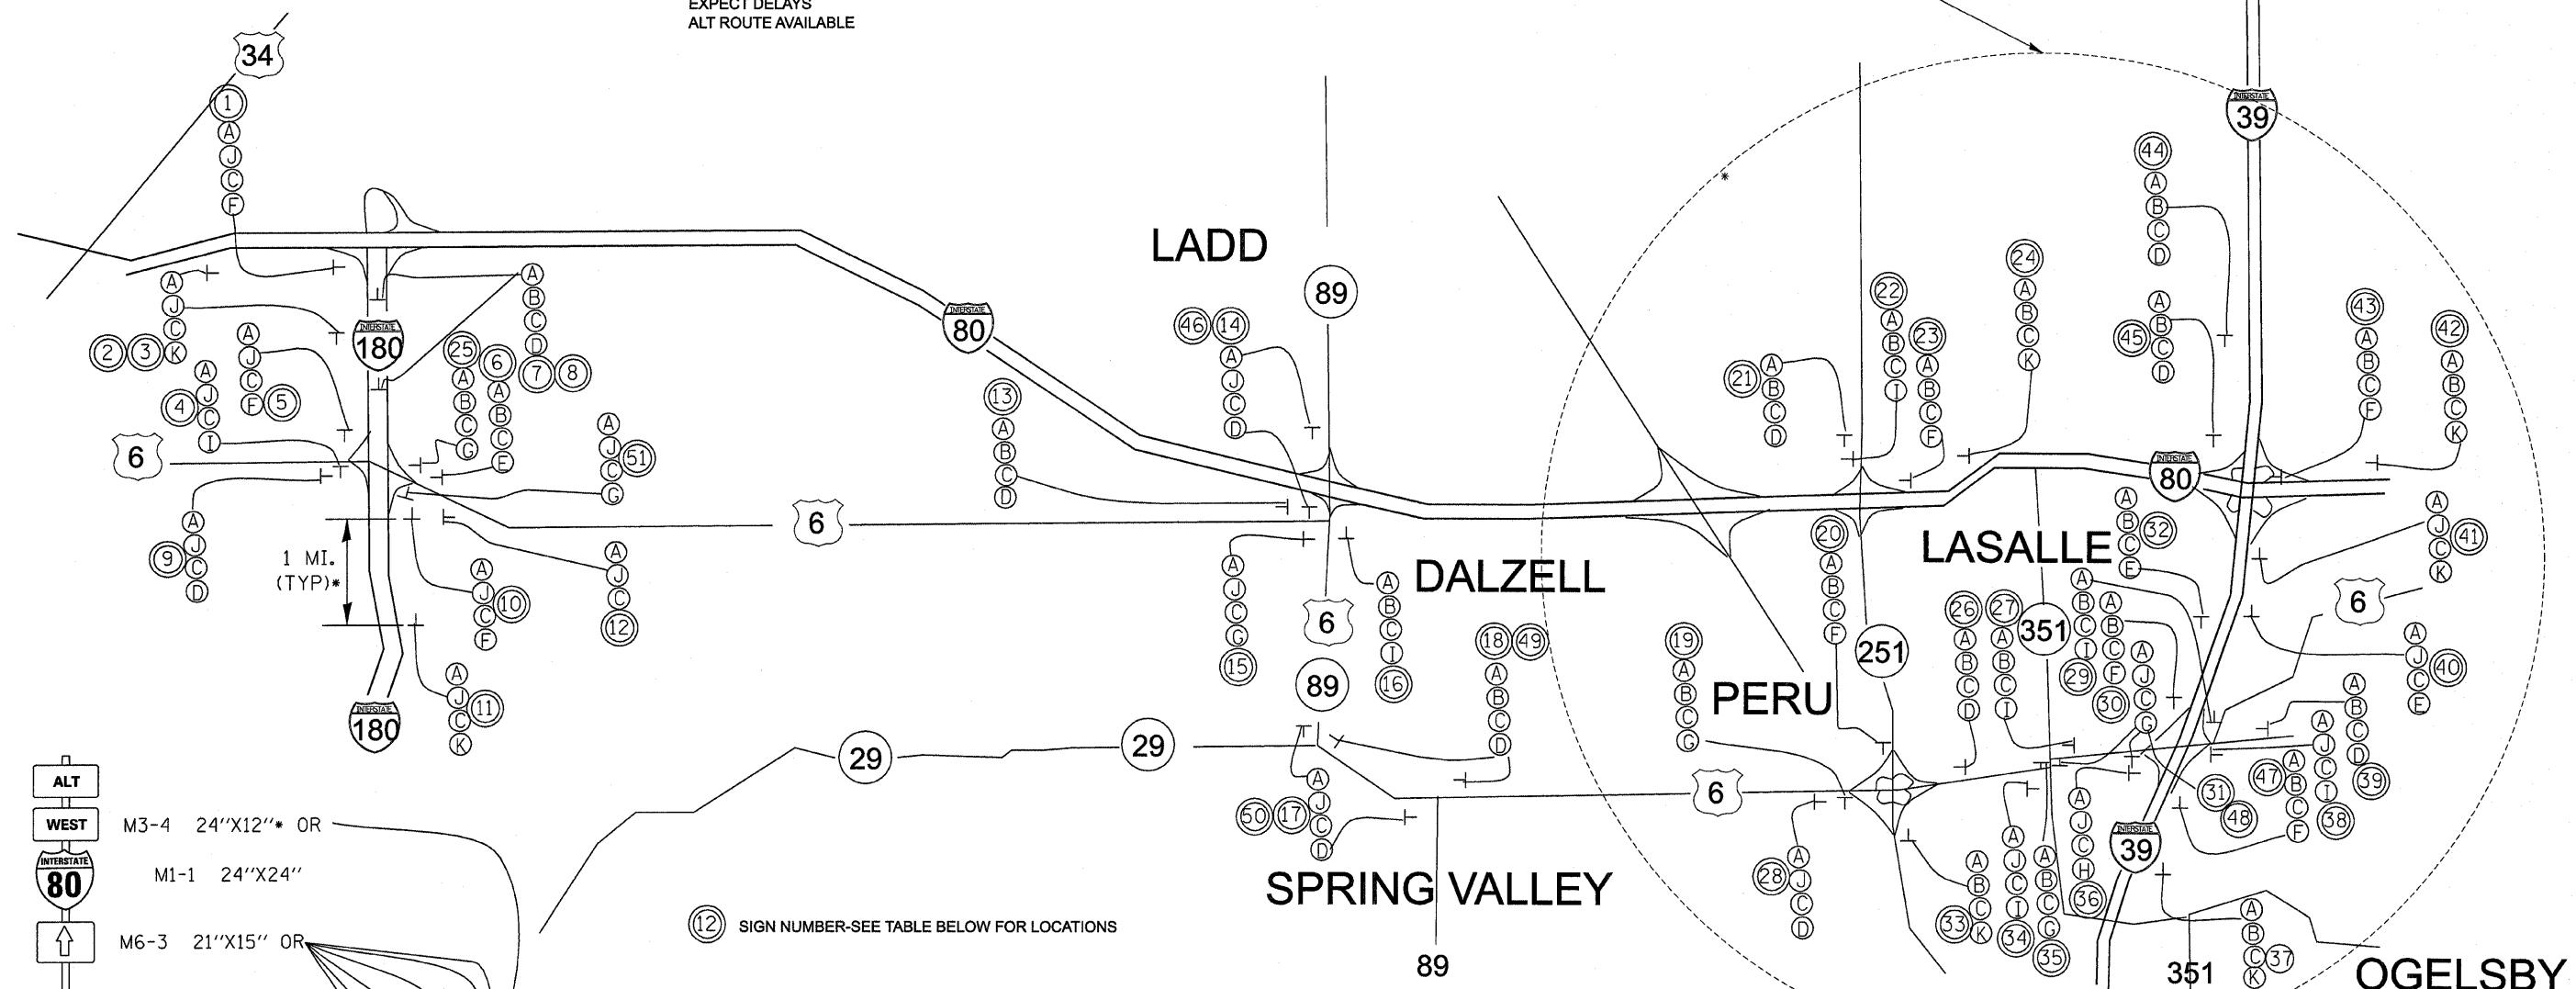 EXPECT DELAYS
ALT ROUTE AVAILABLE
34
1
A
J
C
F
INTERSTATE
39
44
A
B
C
D
LADD
89
A
J
C
K
2 3
A
J
C
F 5
A
J
C
I
4
INTERSTATE
180
A
B
C
D
7 8
25
A
B
C
G
6
A
B
C
E
A
J
C
G
51
6
INTERSTATE
80
46 14
A
J
C
D
13
A
B
C
D
*
21
A
B
C
D
22
A
B
C
I
23
A
B
C
F
24
A
B
C
K
45
A
B
C
D
43
A
B
C
F
42
A
B
C
K
INTERSTATE
80
6
9
A
J
C
D
1 MI.
(TYP)*
A
J
C
F
10
A
J
C
12
A
J
C
K
11
INTERSTATE
180
A
J
C
G
15
DALZELL
6
89
A
B
C
I
16
18 49
A
B
C
D
19
A
B
C
G
20
A
B
C
F
LASALLE
251
PERU
26
A
B
C
D
27
A
B
C
I
351
A
B
C
E
32
A
B
C
I
29
A
B
C
F
30
A
J
C
G
A
J
C
K
41
6
A
J
C
E
40
A
B
C
D
39
A
J
C
I
38
47
A
B
C
F
31
48
29
29
50 17
A
J
C
D
6
SPRING VALLEY
89
28
A
J
C
D
A
B
C
K
33
A
J
C
I
34
A
B
C
G
35
A
J
C
H
36
INTERSTATE
39
A
B
C
K
37
351
OGELSBY
ALT
WEST
M3-4 24"X12"* OR
INTERSTATE
80
M1-1 24"X24"
M6-3 21"X15" OR
12 SIGN NUMBER-SEE TABLE BELOW FOR LOCATIONS